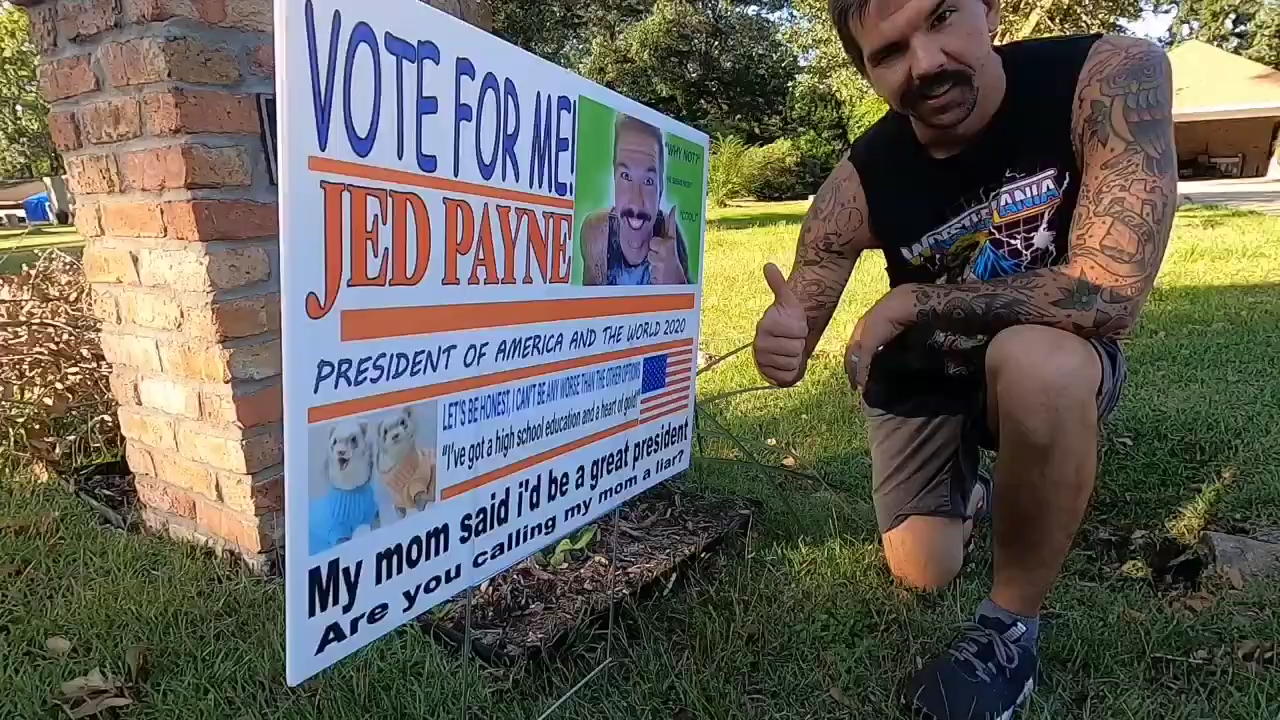 VOTE FOR ME!
JED PAYNE
"WHY NOT?"
"COOL"
PRESIDENT OF AMERICA AND THE WORLD 2020
LET'S BE HONEST, I CAN'T BE ANY WORSE THAN THE OTHER OPTIONS
"I've got a high school education and a heart of gold!"
My mom said i'd be a great president
Are you calling my mom a liar?
WRESTLEMANIA